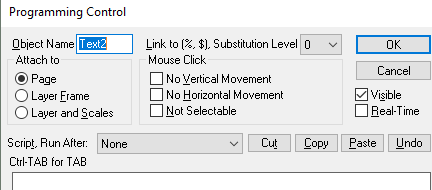 Programming Control
Object Name Text2 Link to (%, $), Substitution Level 0 OK
Attach to Mouse Click Cancel
Page No Vertical Movement
Layer Frame No Horizontal Movement Visible
Layer and Scales Not Selectable Real-Time
Script, Run After: None Cut Copy Paste Undo
Ctrl-TAB for TAB